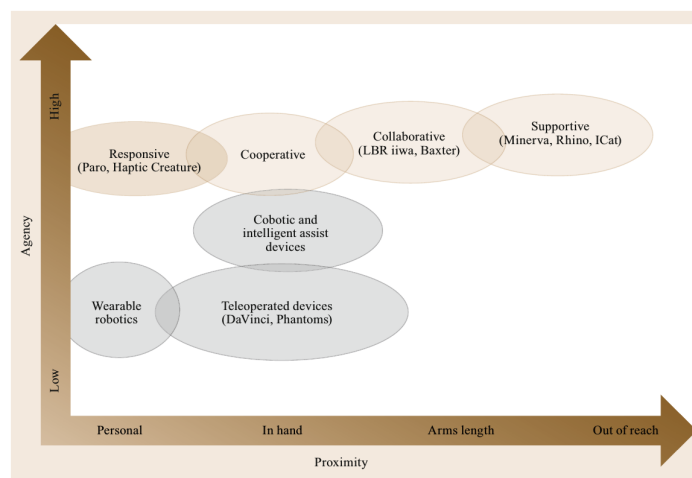 High
Agency
Low
Responsive
(Paro, Haptic Creature)
Cooperative
Collaborative
(LBR iiwa, Baxter)
Supportive
(Minerva, Rhino, ICat)
Cobotic and
intelligent assist
devices
Wearable
robotics
Teleoperated devices
(DaVinci, Phantoms)
Personal
In hand
Arms length
Out of reach
Proximity